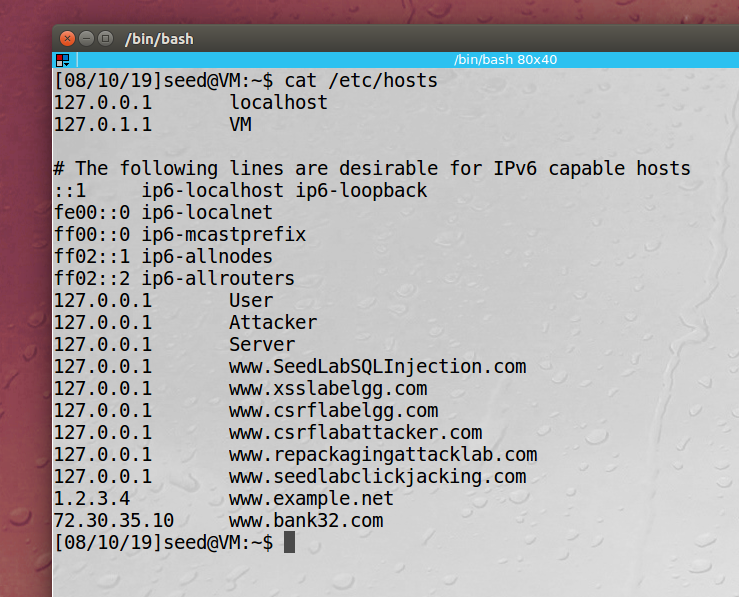 /bin/bash
/bin/bash 80x40
[08/10/19]seed@VM:~$ cat /etc/hosts
127.0.0.1       localhost
127.0.1.1       VM

# The following lines are desirable for IPv6 capable hosts
::1     ip6-localhost ip6-loopback
fe00::0 ip6-localnet
ff00::0 ip6-mcastprefix
ff02::1 ip6-allnodes
ff02::2 ip6-allrouters
127.0.0.1       User
127.0.0.1       Attacker
127.0.0.1       Server
127.0.0.1       www.SeedLabSQLInjection.com
127.0.0.1       www.xsslabelgg.com
127.0.0.1       www.csrflabelgg.com
127.0.0.1       www.csrflabattacker.com
127.0.0.1       www.repackagingattacklab.com
127.0.0.1       www.seedlabclickjacking.com
1.2.3.4         www.example.net
72.30.35.10     www.bank32.com
[08/10/19]seed@VM:~$